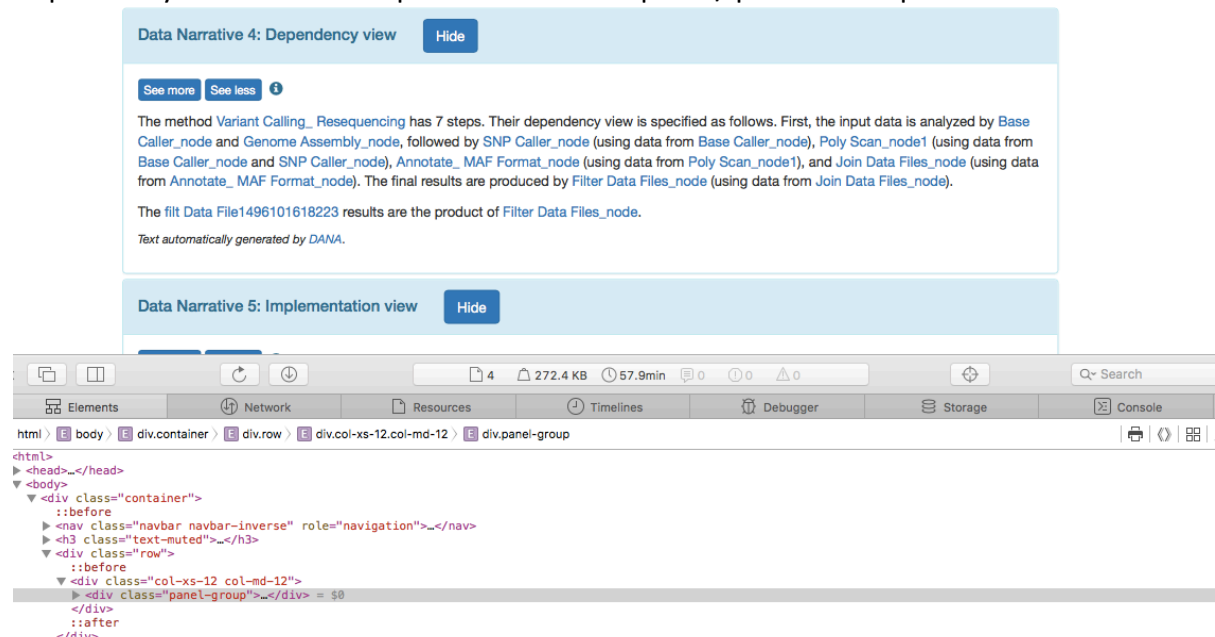 Data Narrative 4: Dependency view Hide
See more See less
The method Variant Calling_ Resequencing has 7 steps. Their dependency view is specified as follows. First, the input data is analyzed by Base
Caller_node and Genome Assembly_node, followed by SNP Caller_node (using data from Base Caller_node), Poly Scan_node1 (using data from
Base Caller_node and SNP Caller_node), Annotate_ MAF Format_node (using data from Poly Scan_node1), and Join Data Files_node (using data
from Annotate_ MAF Format_node). The final results are produced by Filter Data Files_node (using data from Join Data Files_node).
The filt Data File1496101618223 results are the product of Filter Data Files_node.
Text automatically generated by DANA.
Data Narrative 5: Implementation view Hide
4 272.4 KB 57.9min 0 0 0 Search
Elements Network Resources Timelines Debugger Storage Console
html E body E div.container E div.row E div.col-xs-12.col-md-12 E div.panel-group
<html>
<head>…</head>
<body>
<div class="container">
::before
<nav class="navbar navbar-inverse" role="navigation">…</nav>
<h3 class="text-muted">…</h3>
<div class="row">
::before
<div class="col-xs-12 col-md-12">
<div class="panel-group">…</div> = $0
</div>
::after
</div>